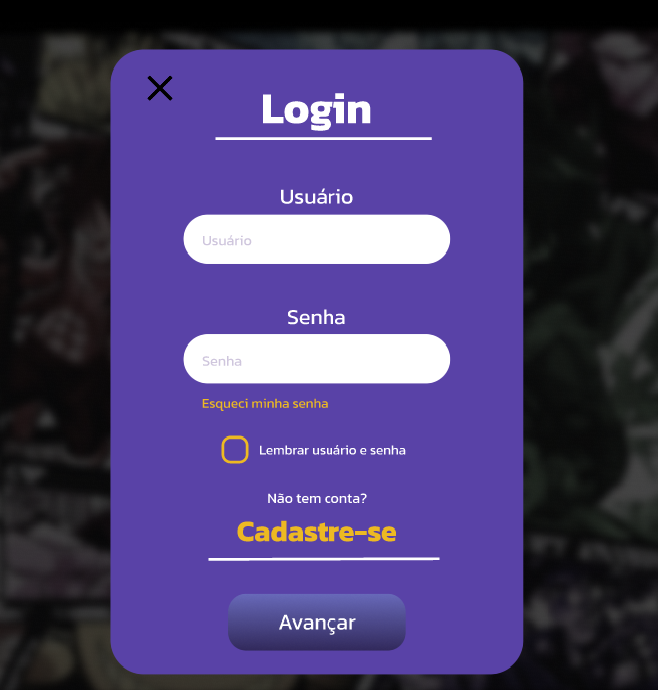 Login
Usuário
Usuário
Senha
Senha
Esqueci minha senha
Lembrar usuário e senha
Não tem conta?
Cadastre-se
Avançar